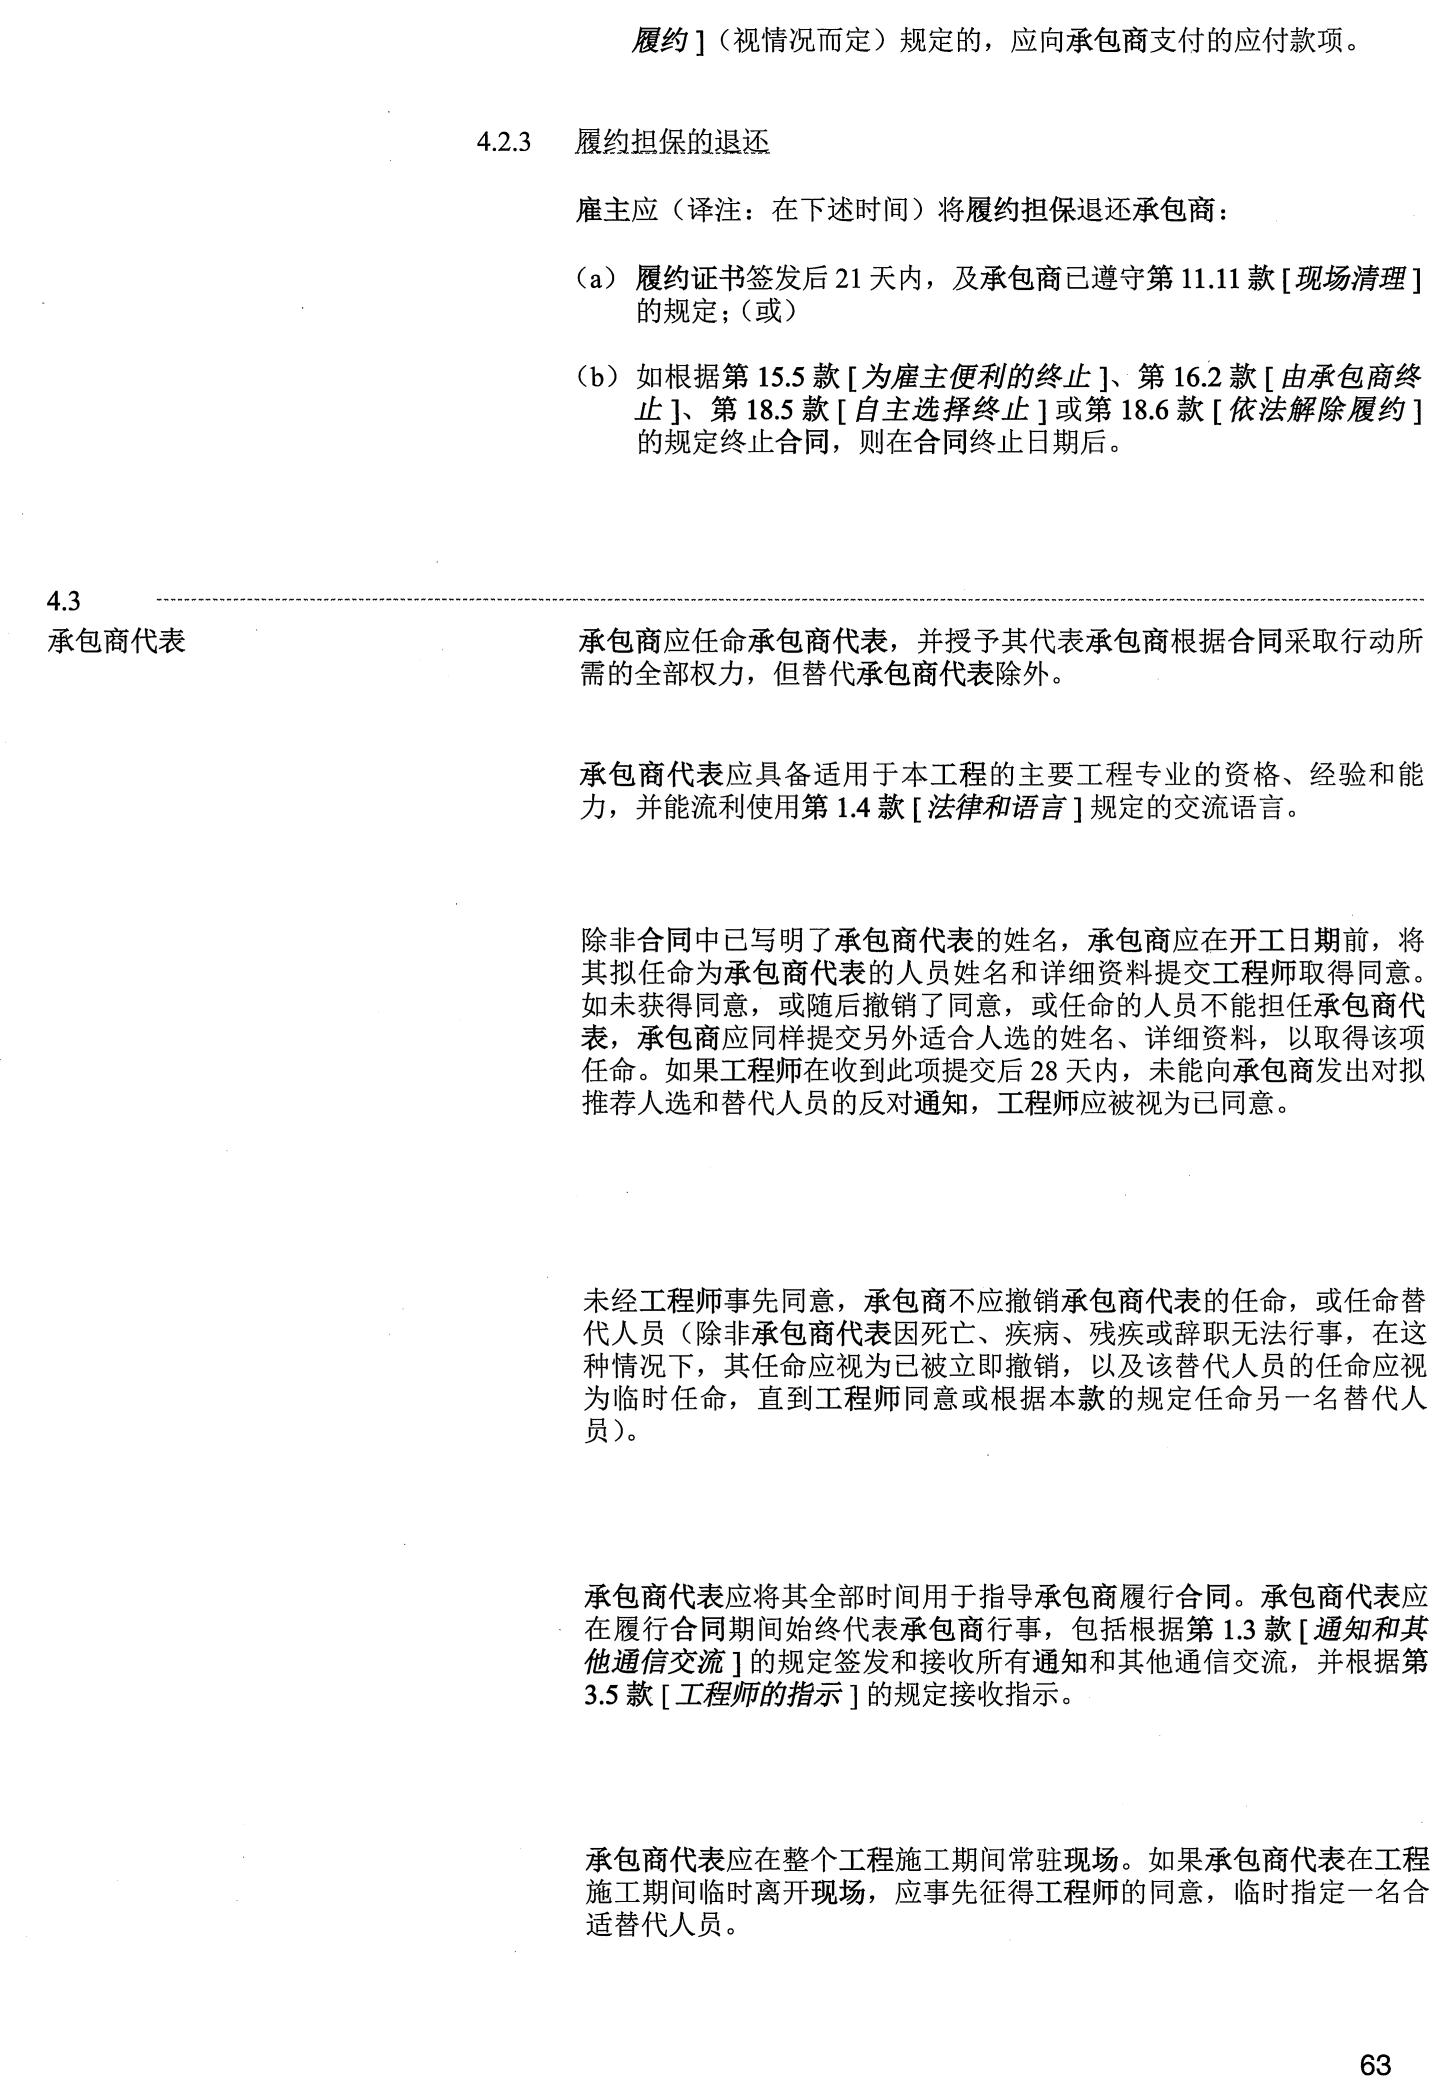 履约 ]（视情况而定）规定的，应向承包商支付的应付款项。
4.2.3 履约担保的退还
雇主应（译注：在下述时间）将履约担保退还承包商：
（a） 履约证书签发后 21 天内，及承包商已遵守第 11.11 款 [ 现场清理 ]
的规定；（或）
（b） 如根据第 15.5 款 [ 为雇主便利的终止 ]、第 16.2 款 [ 由承包商终
止 ]、第 18.5 款 [ 自主选择终止 ] 或第 18.6 款 [ 依法解除履约 ]
的规定终止合同，则在合同终止日期后。
4.3
承包商代表
承包商应任命承包商代表，并授予其代表承包商根据合同采取行动所
需的全部权力，但替代承包商代表除外。
承包商代表应具备适用于本工程的主要工程专业的资格、经验和能
力，并能流利使用第 1.4 款 [ 法律和语言 ] 规定的交流语言。
除非合同中已写明了承包商代表的姓名，承包商应在开工日期前，将
其拟任命为承包商代表的人员姓名和详细资料提交工程师取得同意。
如未获得同意，或随后撤销了同意，或任命的人员不能担任承包商代
表，承包商应同样提交另外适合人选的姓名、详细资料，以取得该项
任命。如果工程师在收到此项提交后 28 天内，未能向承包商发出对拟
推荐人选和替代人员的反对通知，工程师应被视为已同意。
未经工程师事先同意，承包商不应撤销承包商代表的任命，或任命替
代人员（除非承包商代表因死亡、疾病、残疾或辞职无法行事，在这
种情况下，其任命应视为已被立即撤销，以及该替代人员的任命应视
为临时任命，直到工程师同意或根据本款的规定任命另一名替代人
员）。
承包商代表应将其全部时间用于指导承包商履行合同。承包商代表应
在履行合同期间始终代表承包商行事，包括根据第 1.3 款 [ 通知和其
他通信交流 ] 的规定签发和接收所有通知和其他通信交流，并根据第
3.5 款 [ 工程师的指示 ] 的规定接收指示。
承包商代表应在整个工程施工期间常驻现场。如果承包商代表在工程
施工期间临时离开现场，应事先征得工程师的同意，临时指定一名合
适替代人员。
63